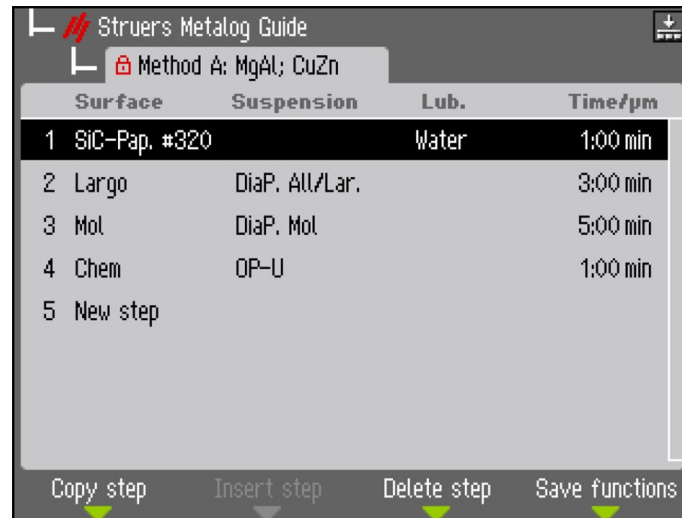 Struers Metalog Guide
Method A: MgAl; CuZn
Surface Suspension Lub. Time/µm
1 SiC-Pap. #320 Water 1:00 min
2 Largo DiaP. All/Lar. 3:00 min
3 Mol DiaP. Mol 5:00 min
4 Chem OP-U 1:00 min
5 New step
Copy step Insert step Delete step Save functions